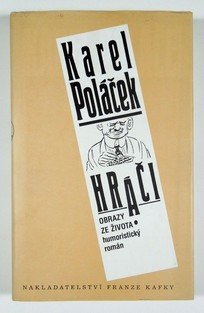 Karel
Poláček
HRÁČI
OBRAZY
ZE ŽIVOTA •
humoristický
román
NAKLADATELSTVÍ FRANZE KAFKY